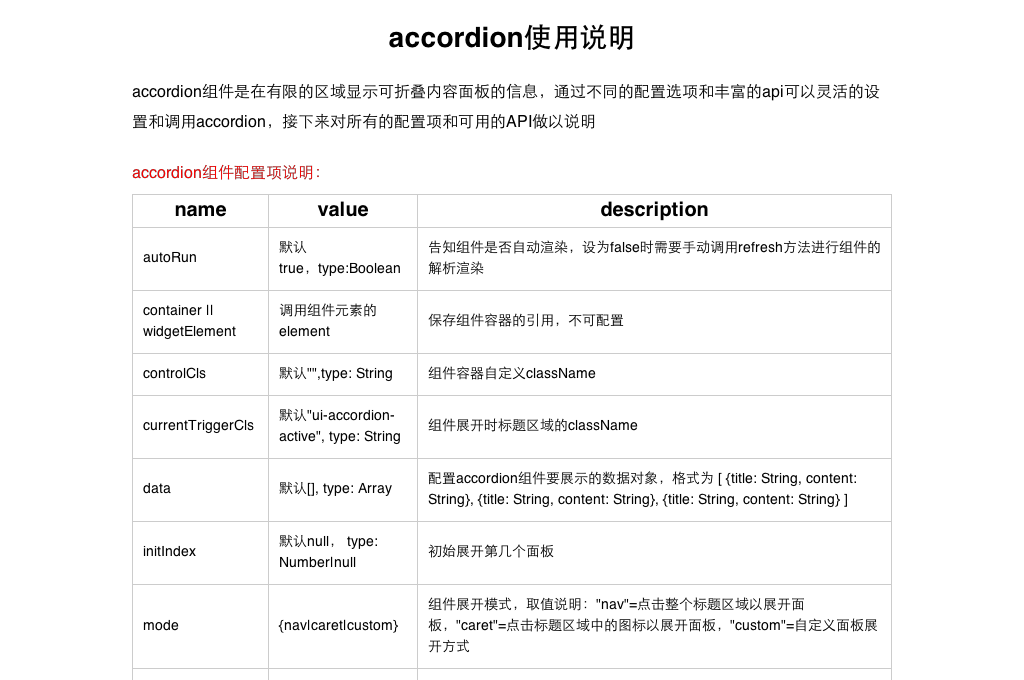 accordion使用说明
accordion组件是在有限的区域显示可折叠内容面板的信息，通过不同的配置选项和丰富的api可以灵活的设
置和调用accordion，接下来对所有的配置项和可用的API做以说明
accordion组件配置项说明：
name value description
autoRun
默认
true，type:Boolean
告知组件是否自动渲染，设为false时需要手动调用refresh方法进行组件的
解析渲染
container ||
widgetElement
调用组件元素的
element
保存组件容器的引用，不可配置
controlCls
默认"",type: String
组件容器自定义className
currentTriggerCls
默认"ui-accordion-
active", type: String
组件展开时标题区域的className
data
默认[], type: Array
配置accordion组件要展示的数据对象，格式为 [ {title: String, content:
String}, {title: String, content: String}, {title: String, content: String} ]
initIndex
默认null， type:
Number|null
初始展开第几个面板
mode
{nav|caret|custom}
组件展开模式，取值说明："nav"=点击整个标题区域以展开面
板，"caret"=点击标题区域中的图标以展开面板，"custom"=自定义面板展
开方式